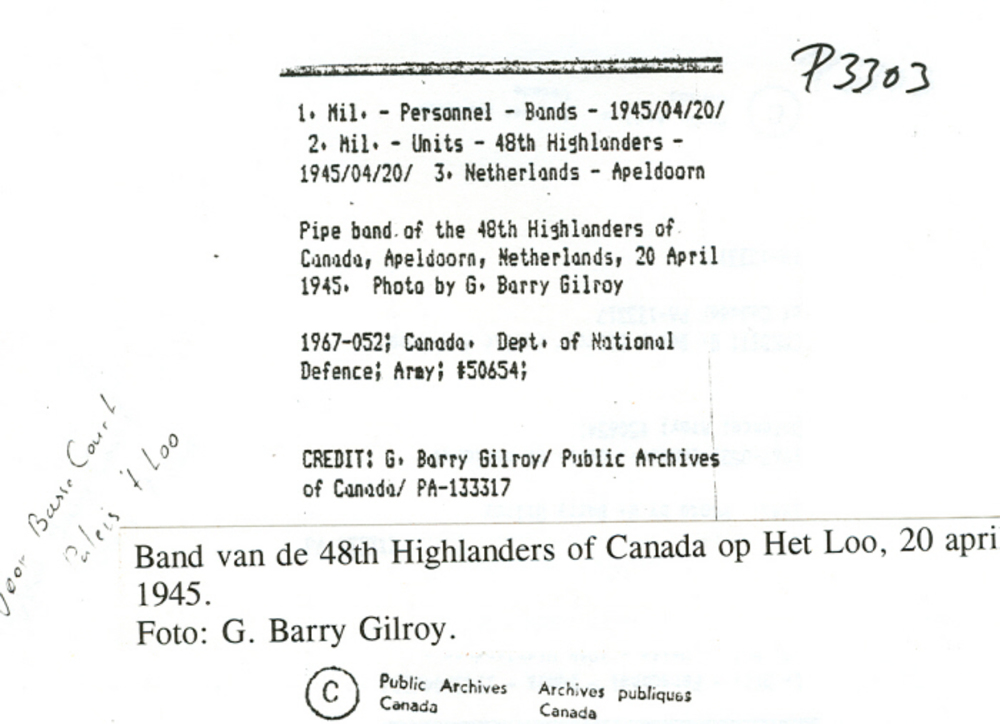 P3303
1. Mil. - Personnel - Bands - 1945/04/20/
2. Mil. - Units - 48th Highlanders -
1945/04/20/ 3. Netherlands - Apeldoorn
Pipe band of the 48th Highlanders of
Canada, Apeldoorn, Netherlands, 20 April
1945. Photo by G. Barry Gilroy
1967-052; Canada. Dept. of National
Defence; Army; #50654;
CREDIT: G. Barry Gilroy/ Public Archives
of Canada/ PA-133317
voor Basse Court
Paleis 't Loo
Band van de 48th Highlanders of Canada op Het Loo, 20 apri
1945.
Foto: G. Barry Gilroy.
C Public Archives Archives publiques
Canada Canada